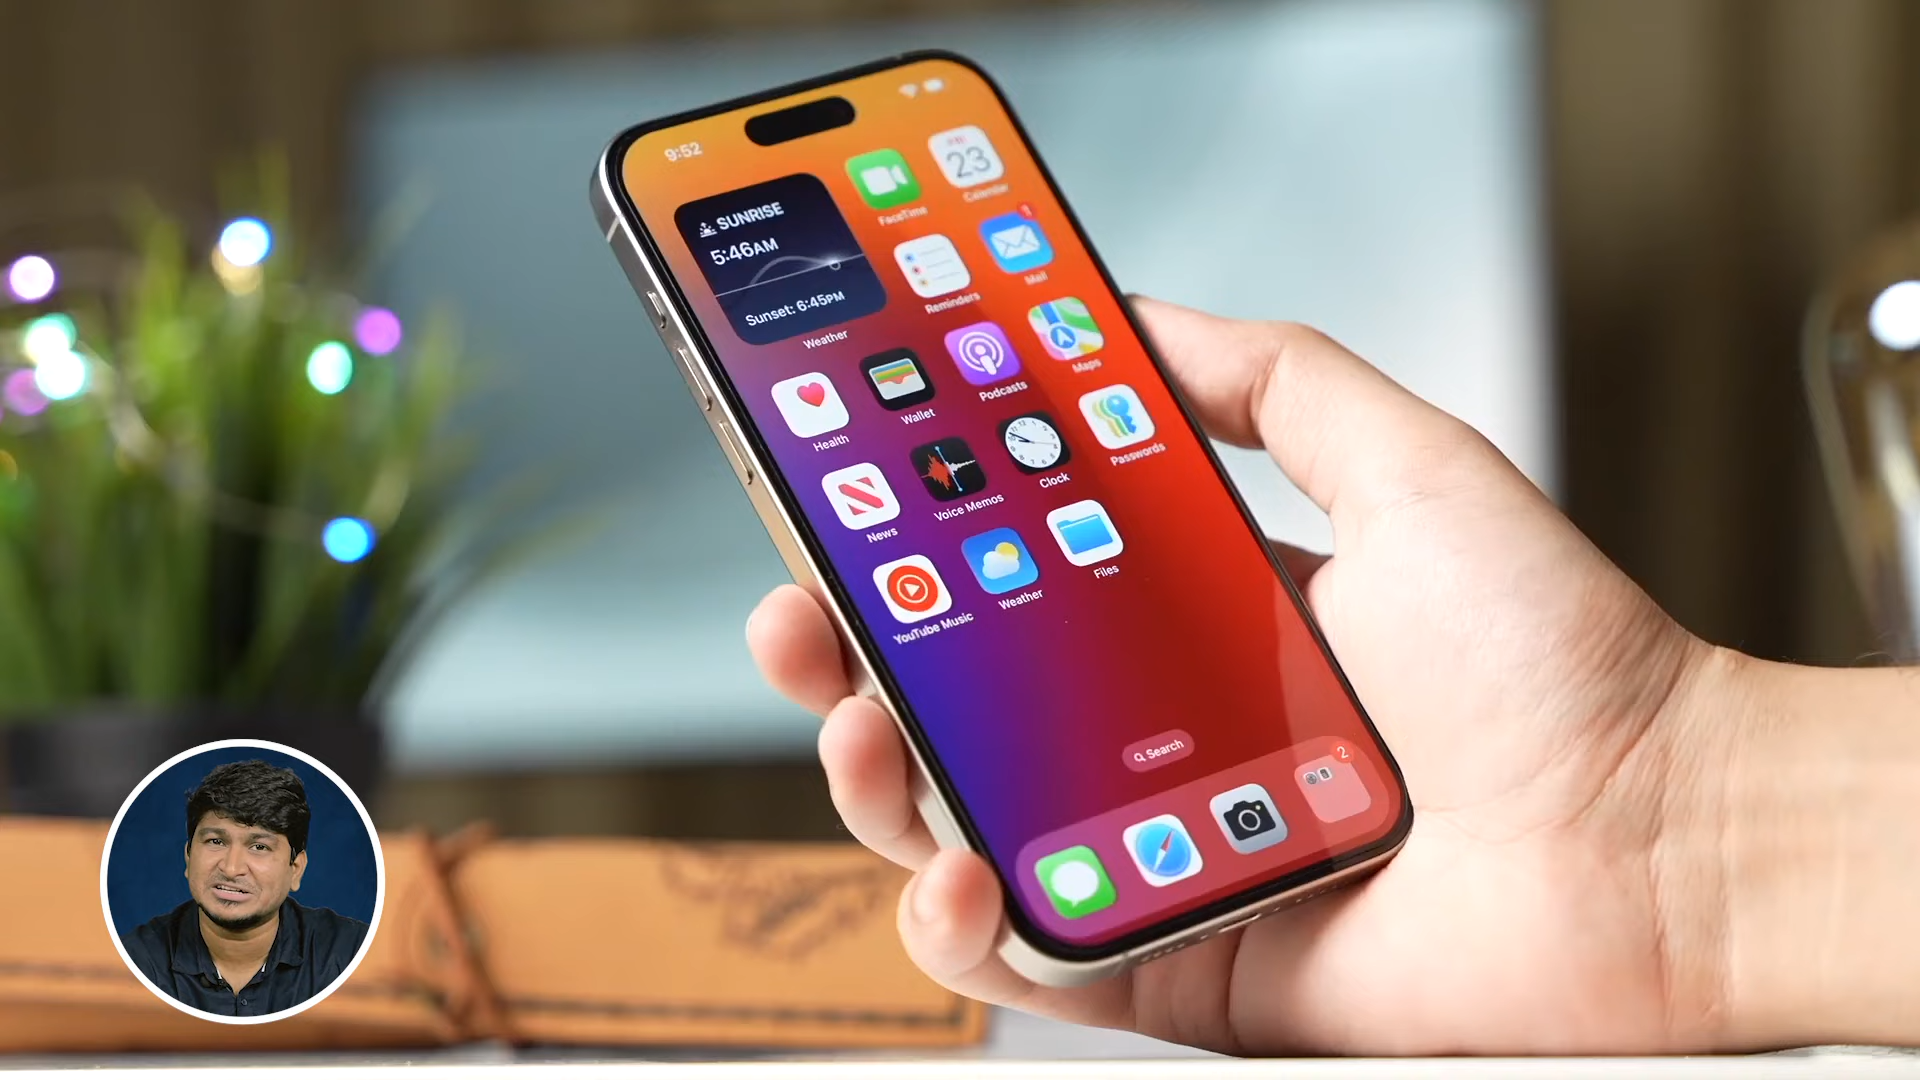 9:52
SUNRISE
5:46AM
Sunset: 6:45PM
Weather
FaceTime
23
Calendar
Reminders
1
Mail
Health
Wallet
Podcasts
Maps
News
Voice Memos
Clock
Passwords
YouTube Music
Weather
Files
Search
2